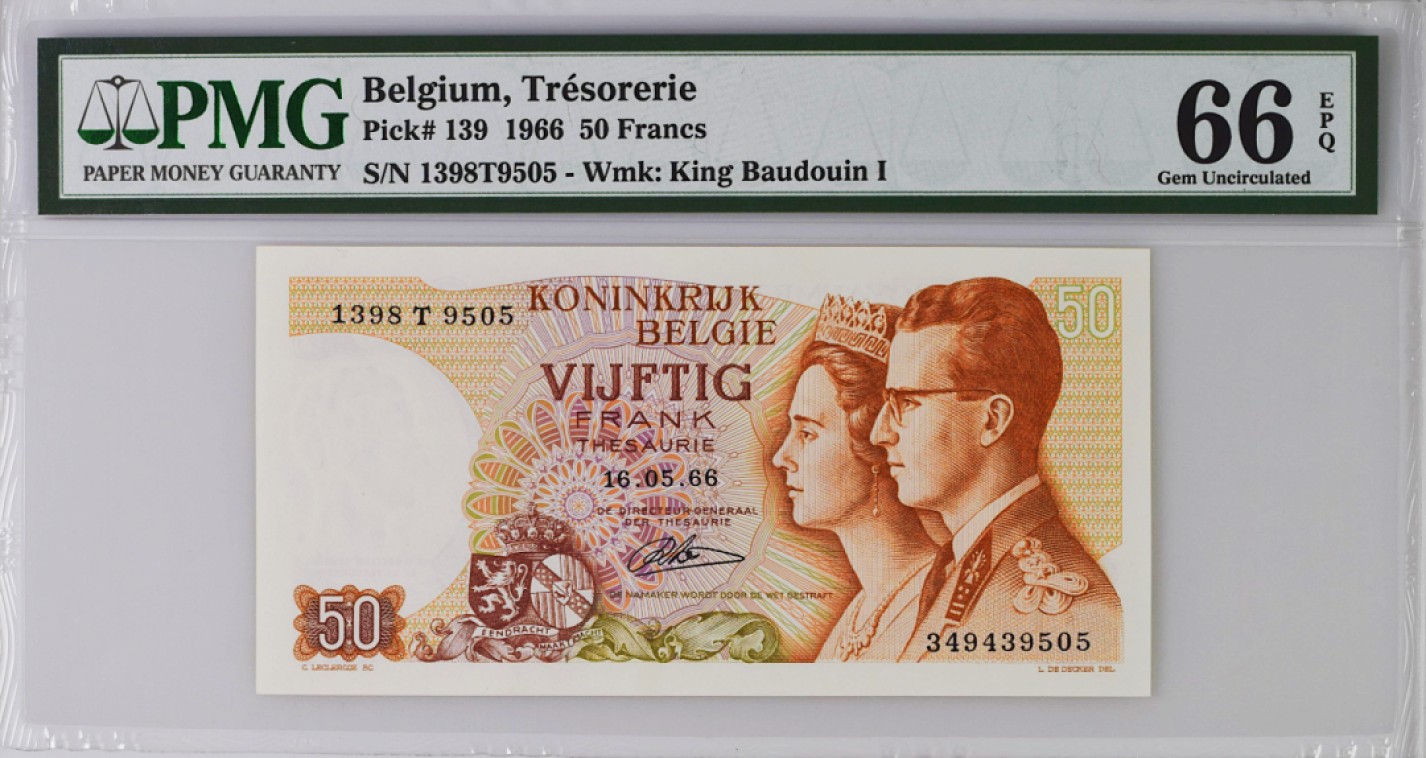 PMG
PAPER MONEY GUARANTY
Belgium, Trésorerie
Pick# 139 1966 50 Francs
S/N 1398T9505 - Wmk: King Baudouin I
66
EPQ
Gem Uncirculated
1398 T 9505
KONINKRIJK
BELGIE
50
VIJFTIG
FRANK
THESAURIE
16.05.66
DE DIRECTEUR GENERAAL
DER THESAURIE
DE NAMAKER WORDT DOOR DE WET GESTRAFT
50
EENDRACHT
MAAKT MACHT
349439505
C. LECLERCQE SC.
L. DE DECKER DEL.